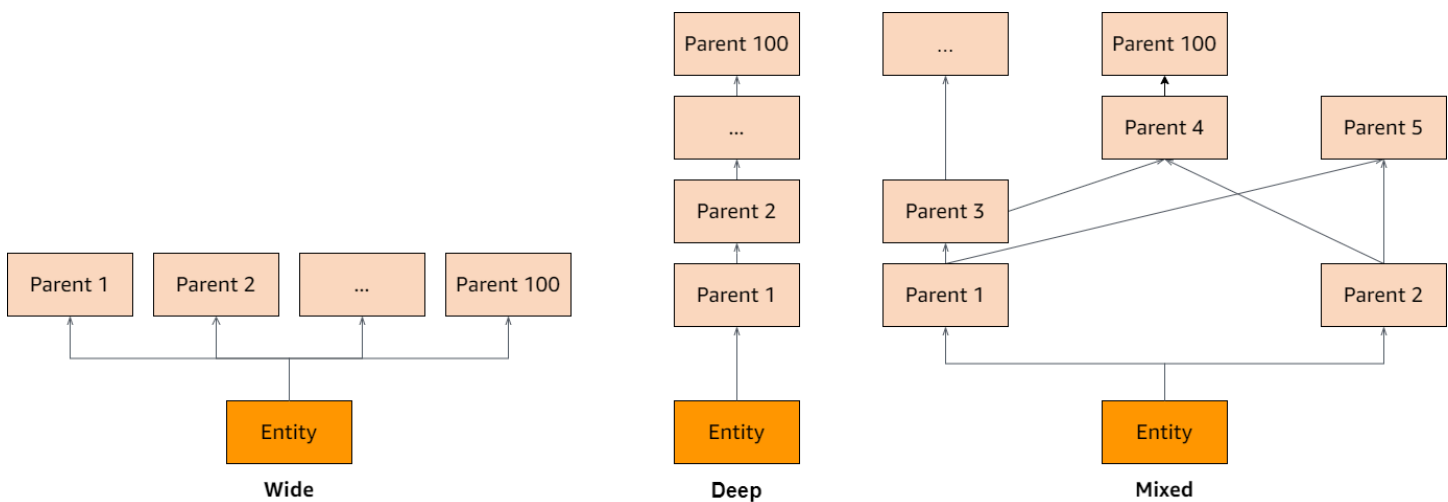 Parent 1
Parent 2
...
Parent 100
Entity
Wide
Parent 100
...
Parent 2
Parent 1
Entity
Deep
...
Parent 100
Parent 4
Parent 5
Parent 3
Parent 1
Parent 2
Entity
Mixed